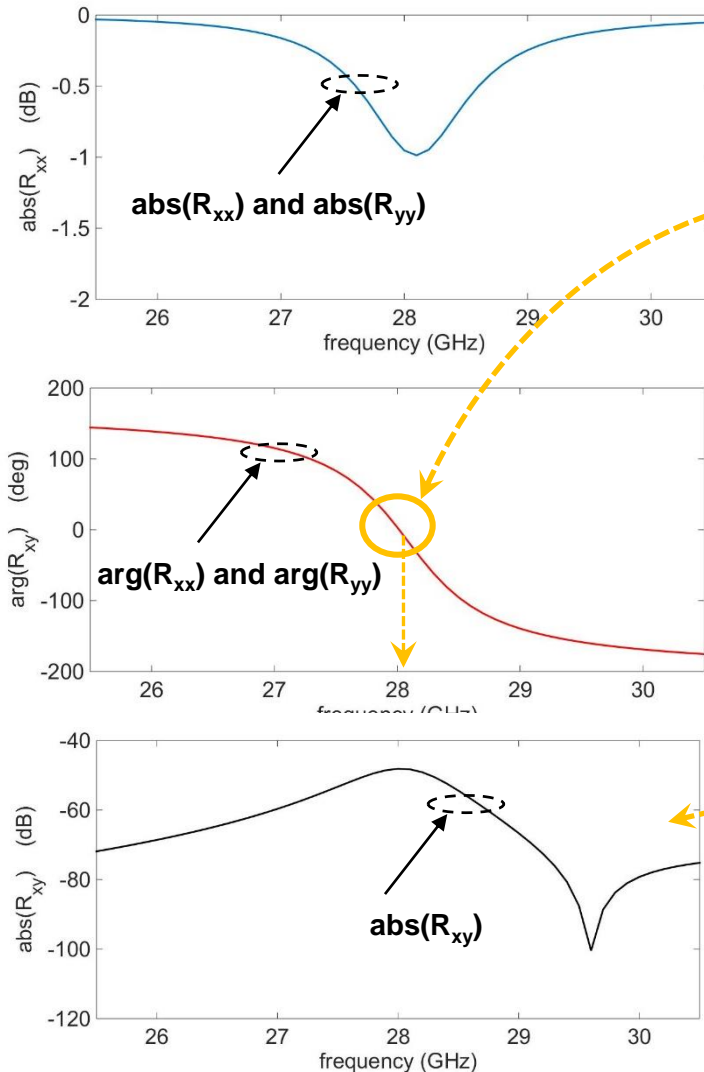 0
-0.5
-1
-1.5
-2
abs(Rxx) (dB)
abs(Rxx) and abs(Ryy)
26 27 28 29 30
frequency (GHz)
200
100
0
-100
-200
arg(Rxy) (deg)
arg(Rxx) and arg(Ryy)
26 27 28 29 30
frequency (GHz)
-40
-60
-80
-100
-120
abs(Rxy) (dB)
abs(Rxy)
26 27 28 29 30
frequency (GHz)